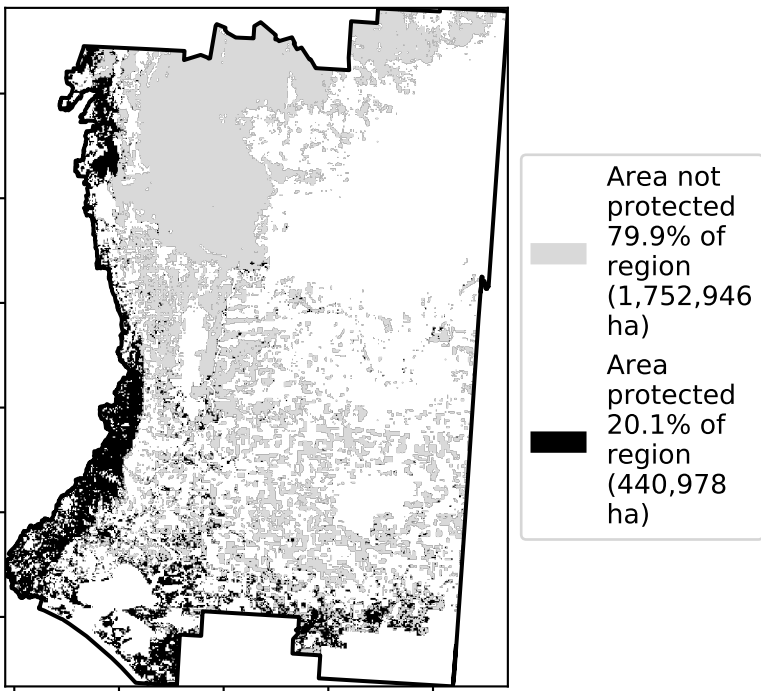 Area not
protected
79.9% of
region
(1,752,946
ha)
Area
protected
20.1% of
region
(440,978
ha)